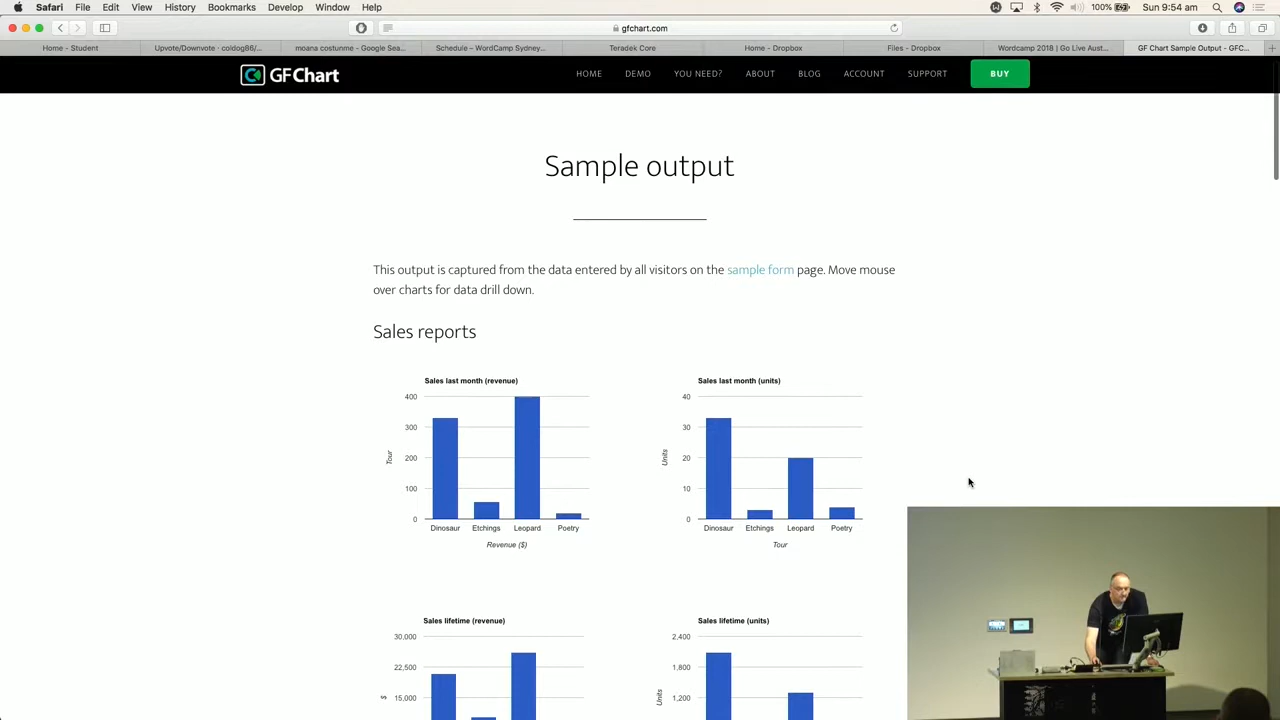 Safari File Edit View History Bookmarks Develop Window Help 100% Sun 9:54 am
gfchart.com
Home - Student Upvote/Downvote · coldog86/... moana costunme - Google Sea... Schedule – WordCamp Sydney... Teradek Core Home - Dropbox Files - Dropbox Wordcamp 2018 | Go Live Aust... GF Chart Sample Output - GFC...
GFChart HOME DEMO YOU NEED? ABOUT BLOG ACCOUNT SUPPORT BUY
Sample output
This output is captured from the data entered by all visitors on the sample form page. Move mouse
over charts for data drill down.
Sales reports
Sales last month (revenue)
400
300
200
100
0
Tour
Dinosaur Etchings Leopard Poetry
Revenue ($)
Sales last month (units)
40
30
20
10
0
Units
Dinosaur Etchings Leopard Poetry
Tour
Sales lifetime (revenue)
30,000
22,500
15,000
$
Sales lifetime (units)
2,400
1,800
1,200
Units